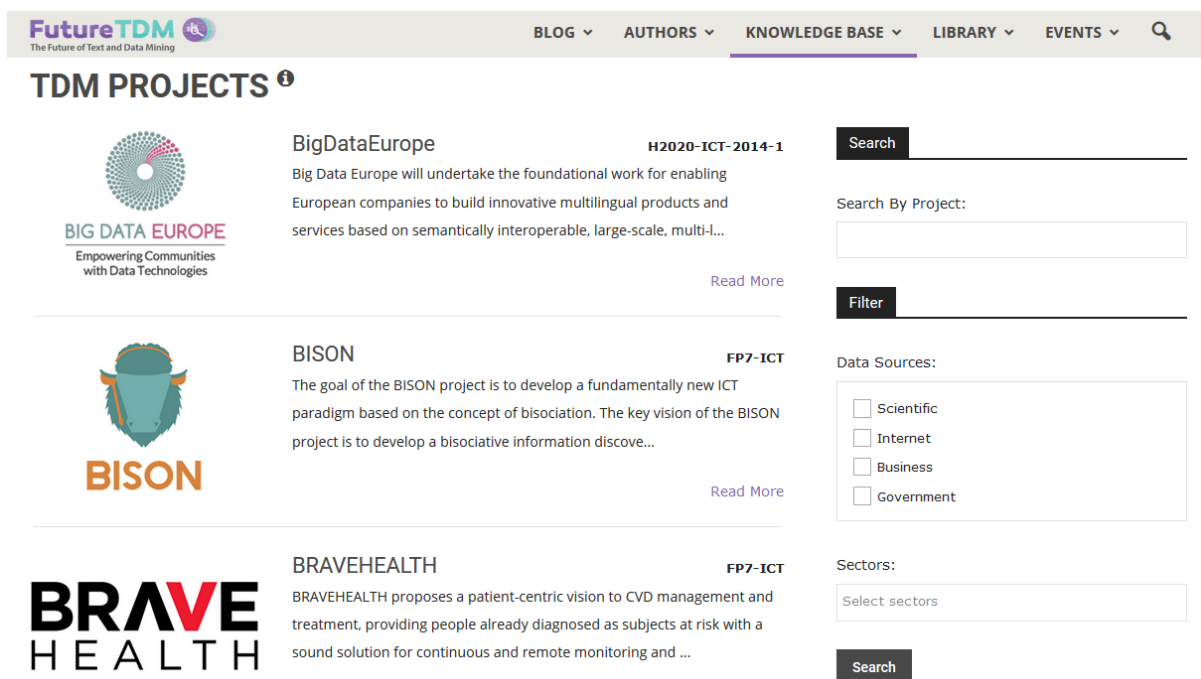 FutureTDM
The Future of Text and Data Mining
BLOG AUTHORS KNOWLEDGE BASE LIBRARY EVENTS
TDM PROJECTS
BIG DATA EUROPE
Empowering Communities
with Data Technologies
BigDataEurope H2020-ICT-2014-1
Big Data Europe will undertake the foundational work for enabling
European companies to build innovative multilingual products and
services based on semantically interoperable, large-scale, multi-l...
Read More
BISON
BISON FP7-ICT
The goal of the BISON project is to develop a fundamentally new ICT
paradigm based on the concept of bisociation. The key vision of the BISON
project is to develop a bisociative information discove...
Read More
BRAVE
HEALTH
BRAVEHEALTH FP7-ICT
BRAVEHEALTH proposes a patient-centric vision to CVD management and
treatment, providing people already diagnosed as subjects at risk with a
sound solution for continuous and remote monitoring and ...
Search
Search By Project:
Filter
Data Sources:
Scientific
Internet
Business
Government
Sectors:
Select sectors
Search